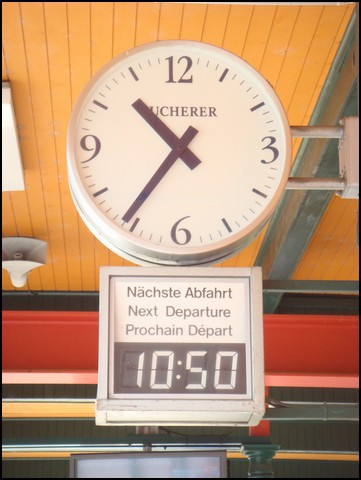 12
UCHERER
9
3
6
Nächste Abfahrt
Next Departure
Prochain Départ
10:50